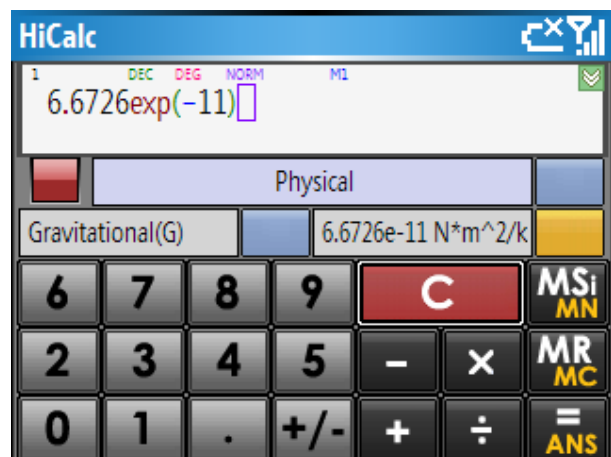 HiCalc
1 DEC DEG NORM M1
6.6726exp(-11)
Physical
Gravitational(G) 6.6726e-11 N*m^2/k
6 7 8 9 C MSi MN
2 3 4 5 - × MR MC
0 1 . +/- + ÷ = ANS